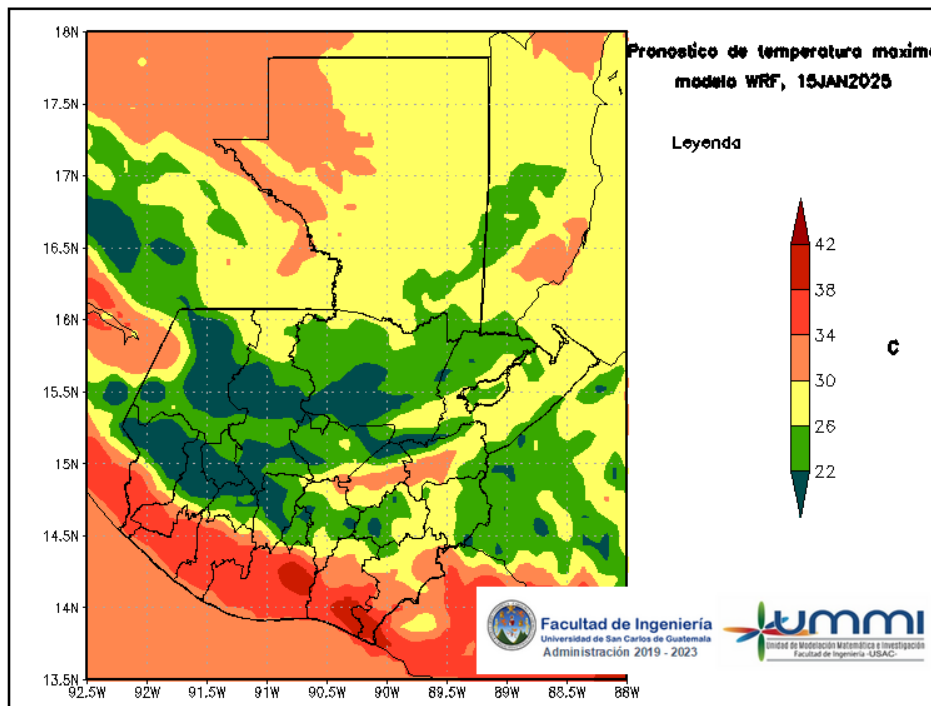 18N
17.5N
17N
16.5N
16N
15.5N
15N
14.5N
14N
13.5N
92.5W
92W
91.5W
91W
90.5W
90W
89.5W
89W
88.5W
88W
Pronostico de temperatura maxima
modelo WRF, 15JAN2025
Leyenda
42
38
34
30
26
22
C
Facultad de Ingeniería
Universidad de San Carlos de Guatemala
Administración 2019 - 2023
UMMI
Unidad de Modelación Matemática e Investigación
Facultad de Ingeniería -USAC-